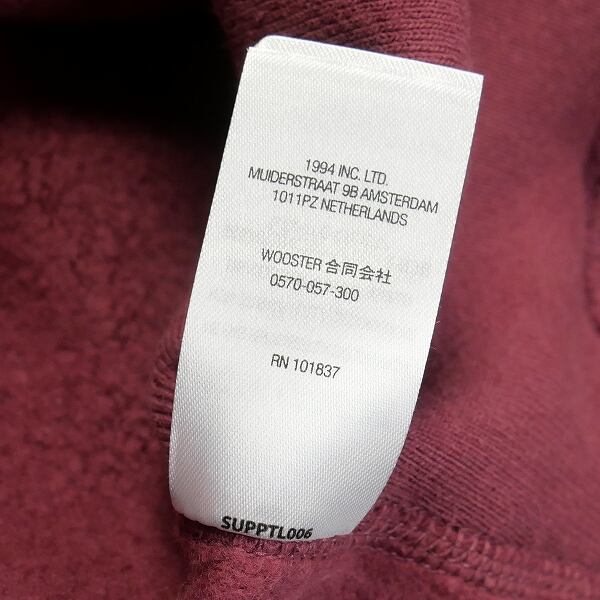 1994 INC. LTD.
MUIDERSTRAAT 9B AMSTERDAM
1011PZ NETHERLANDS
WOOSTER 合同会社
0570-057-300
RN 101837
SUPPTL006